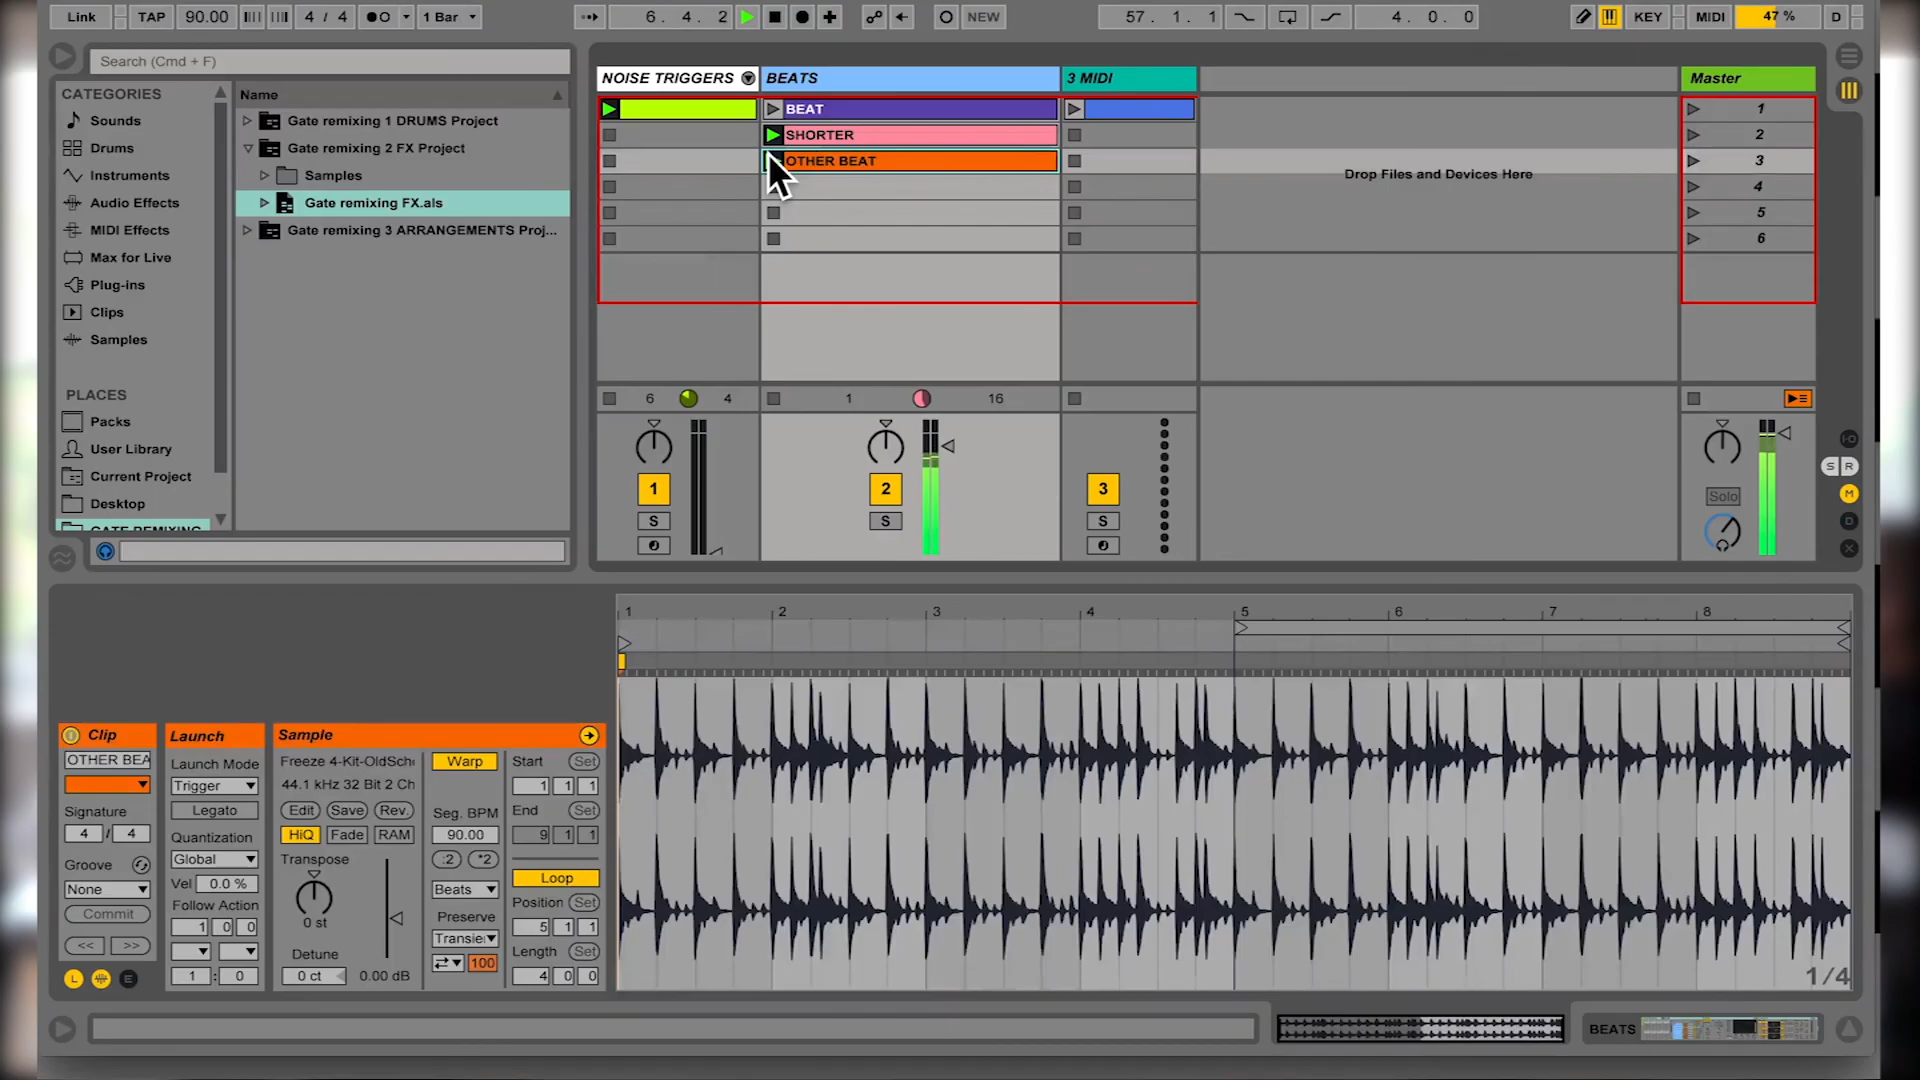 Link TAP 90.00 4 / 4 1 Bar 6. 4. 2 NEW 57. 1. 1 4. 0. 0 KEY MIDI 47 % D
Search (Cmd + F)
CATEGORIES
Sounds
Drums
Instruments
Audio Effects
MIDI Effects
Max for Live
Plug-ins
Clips
Samples
PLACES
Packs
User Library
Current Project
Desktop
GATE REMIXING
Name
Gate remixing 1 DRUMS Project
Gate remixing 2 FX Project
Samples
Gate remixing FX.als
Gate remixing 3 ARRANGEMENTS Proj...
NOISE TRIGGERS BEATS 3 MIDI Master
BEAT 1
SHORTER 2
OTHER BEAT 3
Drop Files and Devices Here
4
5
6
6 4 1 16
1 2 3 Solo
S S S S R
M
D
1 2 3 4 5 6 7 8
Clip
OTHER BEA
Signature
4 / 4
Groove
None
Commit
<< >>
L E
Launch
Launch Mode
Trigger
Legato
Quantization
Global
Vel 0.0 %
Follow Action
1 0 0
1 : 0
Sample
Freeze 4-Kit-OldSch
44.1 kHz 32 Bit 2 Ch
Edit Save Rev.
HiQ Fade RAM
Transpose
0 st
Detune
0 ct 0.00 dB
Warp
Seg. BPM
90.00
:2 *2
Beats
Preserve
Transie
100
Start Set
1 1 1
End Set
9 1 1
Loop
Position Set
5 1 1
Length Set
4 0 0
1/4
BEATS